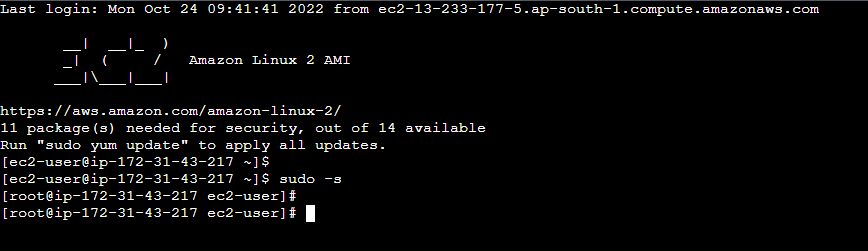 Last login: Mon Oct 24 09:41:41 2022 from ec2-13-233-177-5.ap-south-1.compute.amazonaws.com
       __|  __|_  )
       _|  (     /   Amazon Linux 2 AMI
      ___|\___|___|
https://aws.amazon.com/amazon-linux-2/
11 package(s) needed for security, out of 14 available
Run "sudo yum update" to apply all updates.
[ec2-user@ip-172-31-43-217 ~]$
[ec2-user@ip-172-31-43-217 ~]$ sudo -s
[root@ip-172-31-43-217 ec2-user]#
[root@ip-172-31-43-217 ec2-user]#